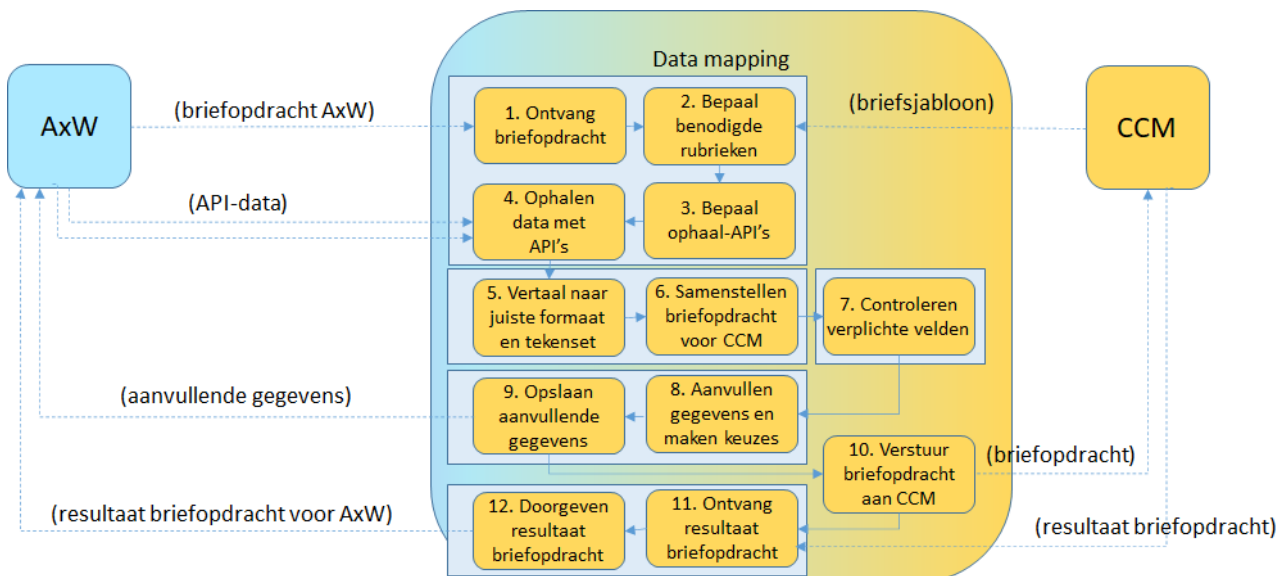 Data mapping
AxW
(briefopdracht AxW)
1. Ontvang
briefopdracht
2. Bepaal
benodigde
rubrieken
(briefsjabloon)
CCM
(API-data)
4. Ophalen
data met
API’s
3. Bepaal
ophaal-API’s
5. Vertaal naar
juiste formaat
en tekenset
6. Samenstellen
briefopdracht
voor CCM
7. Controleren
verplichte velden
(aanvullende gegevens)
9. Opslaan
aanvullende
gegevens
8. Aanvullen
gegevens en
maken keuzes
10. Verstuur
briefopdracht
aan CCM
(briefopdracht)
(resultaat briefopdracht voor AxW)
12. Doorgeven
resultaat
briefopdracht
11. Ontvang
resultaat
briefopdracht
(resultaat briefopdracht)